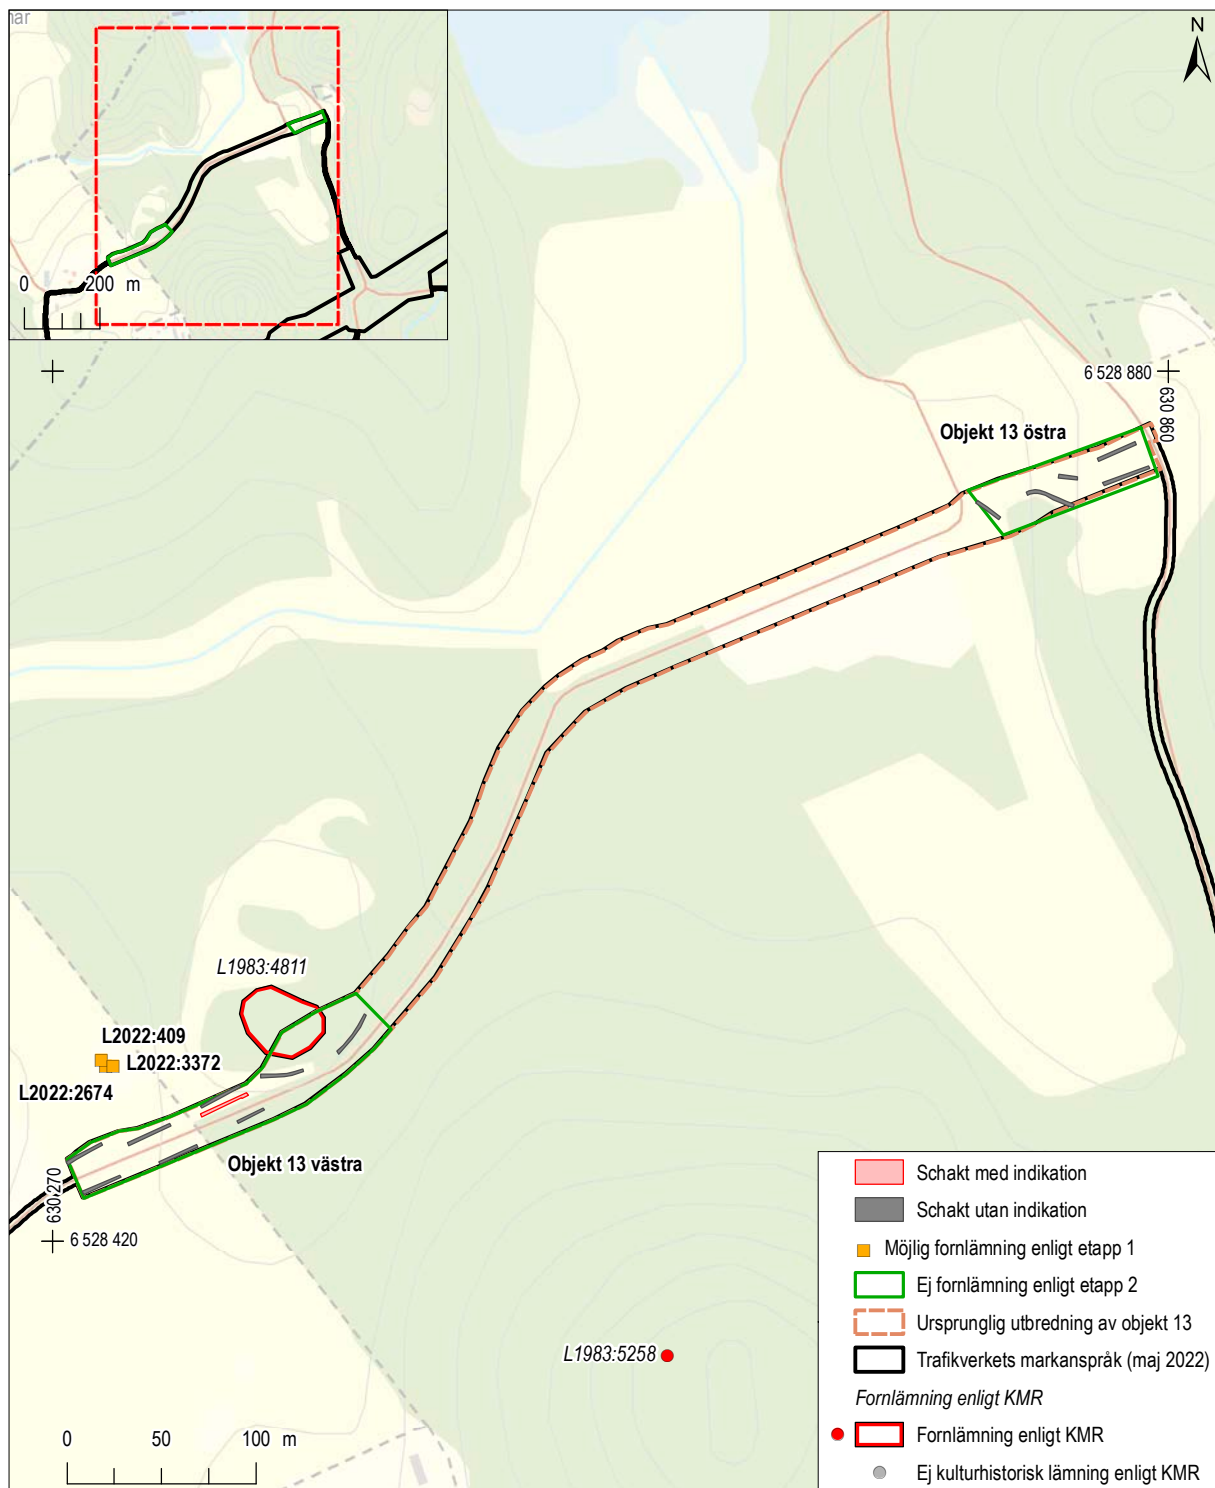 nar
N
0 200 m
6 528 880
630 860
Objekt 13 östra
L1983:4811
L2022:409
L2022:3372
L2022:2674
Objekt 13 västra
630 270
6 528 420
L1983:5258
0 50 100 m
Schakt med indikation
Schakt utan indikation
Möjlig fornlämning enligt etapp 1
Ej fornlämning enligt etapp 2
Ursprunglig utbredning av objekt 13
Trafikverkets markanspråk (maj 2022)
Fornlämning enligt KMR
Fornlämning enligt KMR
Ej kulturhistorisk lämning enligt KMR